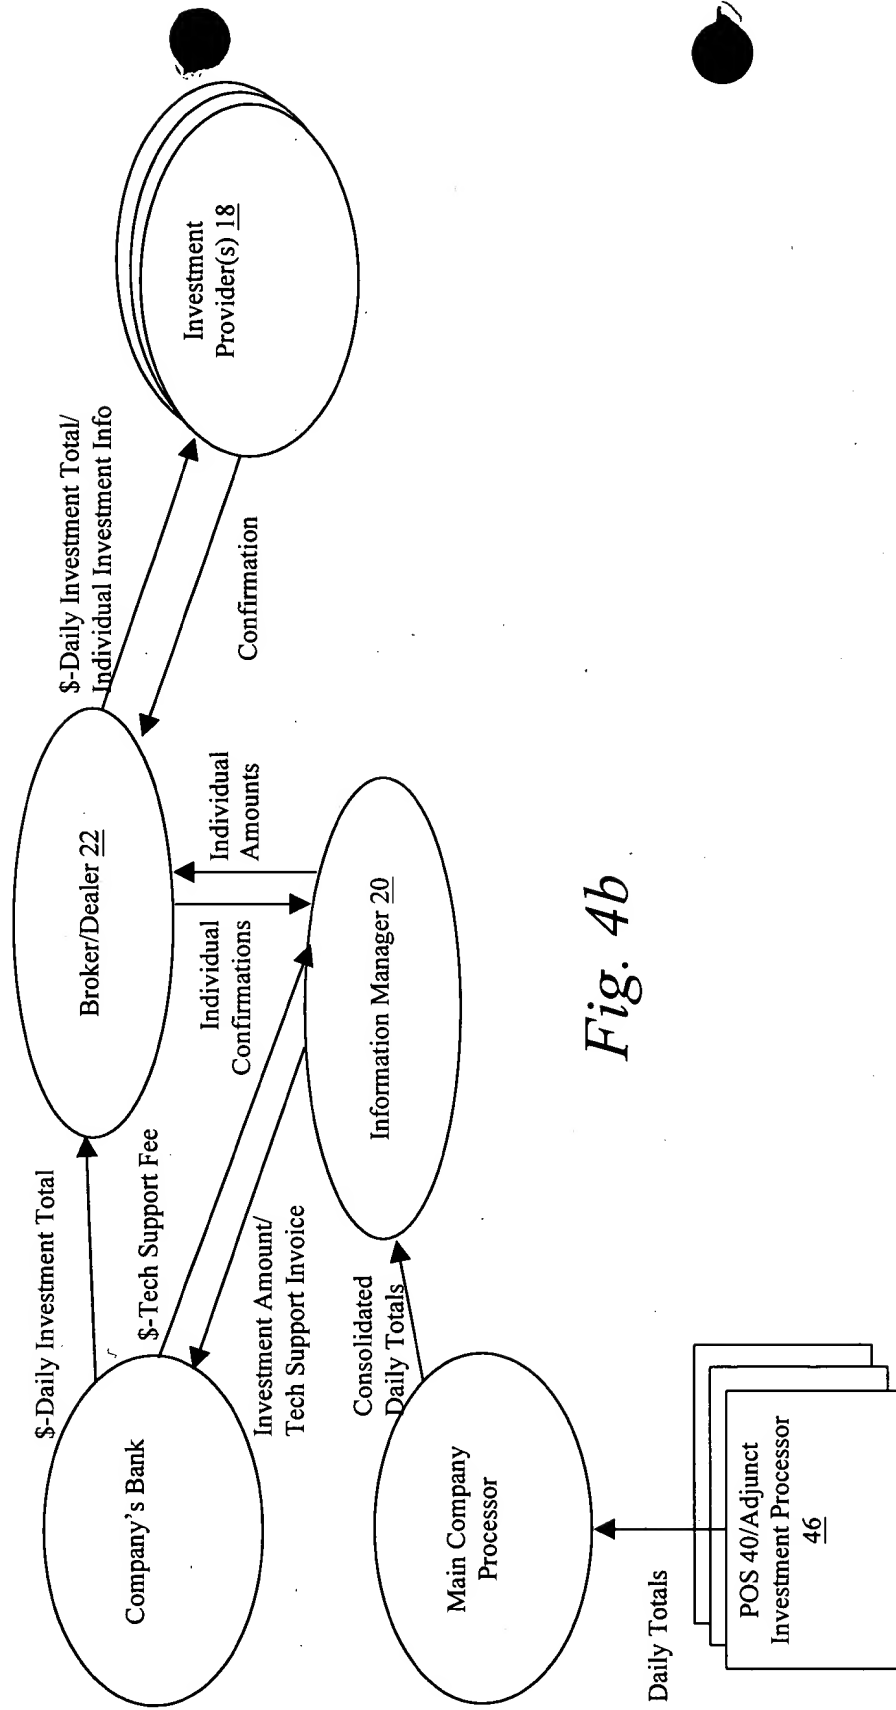 $-Daily Investment Total/
Individual Investment Info
Investment
Provider(s) 18
Confirmation
Broker/Dealer 22
Individual
Amounts
Individual
Confirmations
$-Daily Investment Total
$-Tech Support Fee
Company's Bank
Investment Amount/
Tech Support Invoice
Information Manager 20
Consolidated
Daily Totals
Main Company
Processor
Daily Totals
POS 40/Adjunct
Investment Processor
46
Fig. 4b